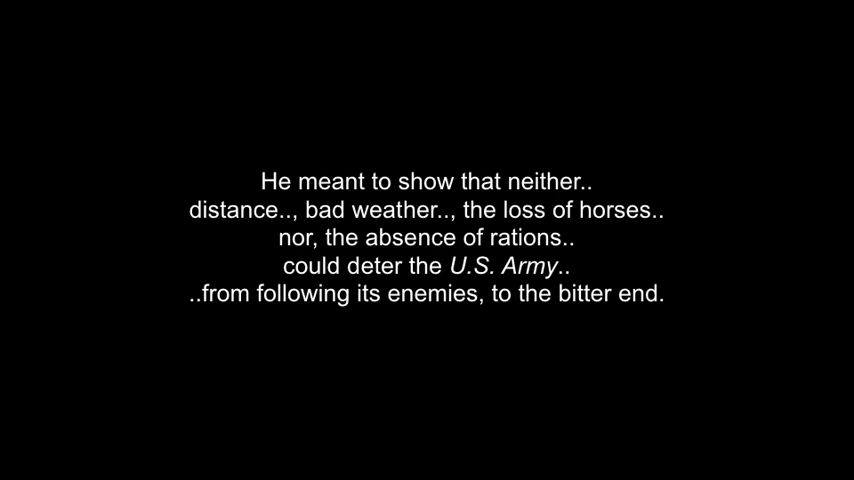 He meant to show that neither..
distance.., bad weather.., the loss of horses..
nor, the absence of rations..
could deter the U.S. Army..
..from following its enemies, to the bitter end.